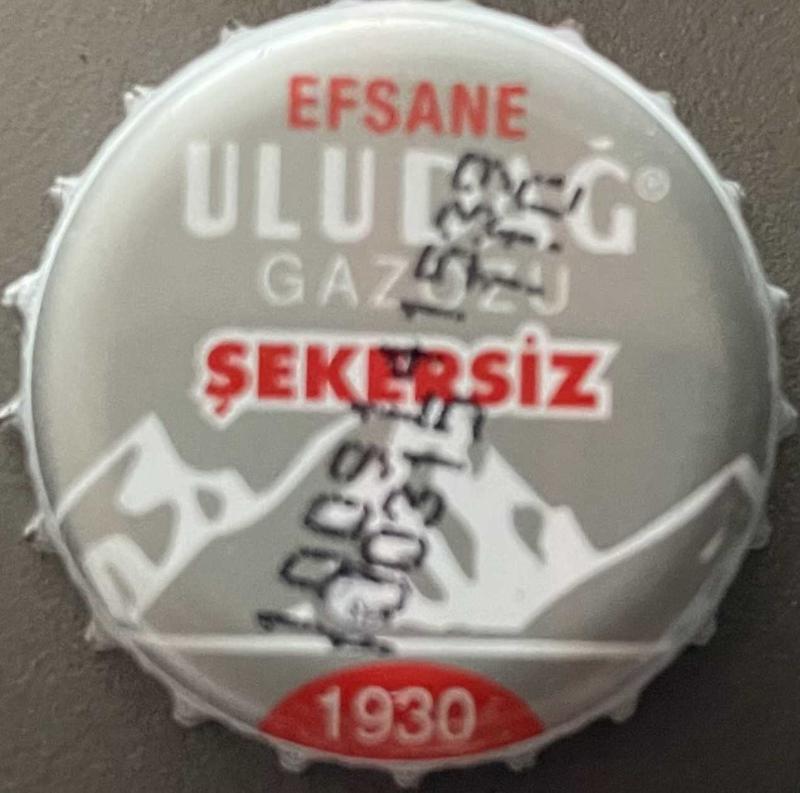 EFSANE
ULUDAĞ®
GAZOZU
ŞEKERSİZ
1930